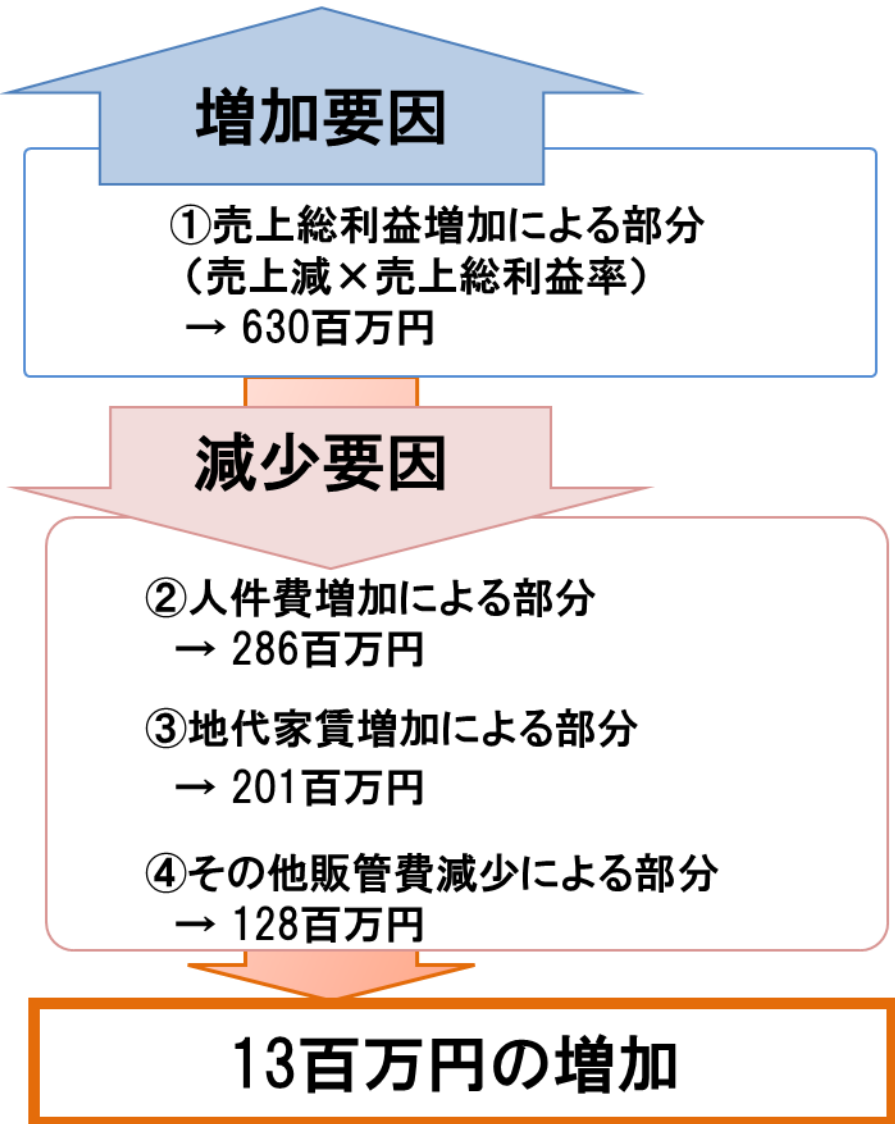 増加要因
①売上総利益増加による部分
（売上減×売上総利益率）
→ 630百万円
減少要因
②人件費増加による部分
→ 286百万円
③地代家賃増加による部分
→ 201百万円
④その他販管費減少による部分
→ 128百万円
13百万円の増加